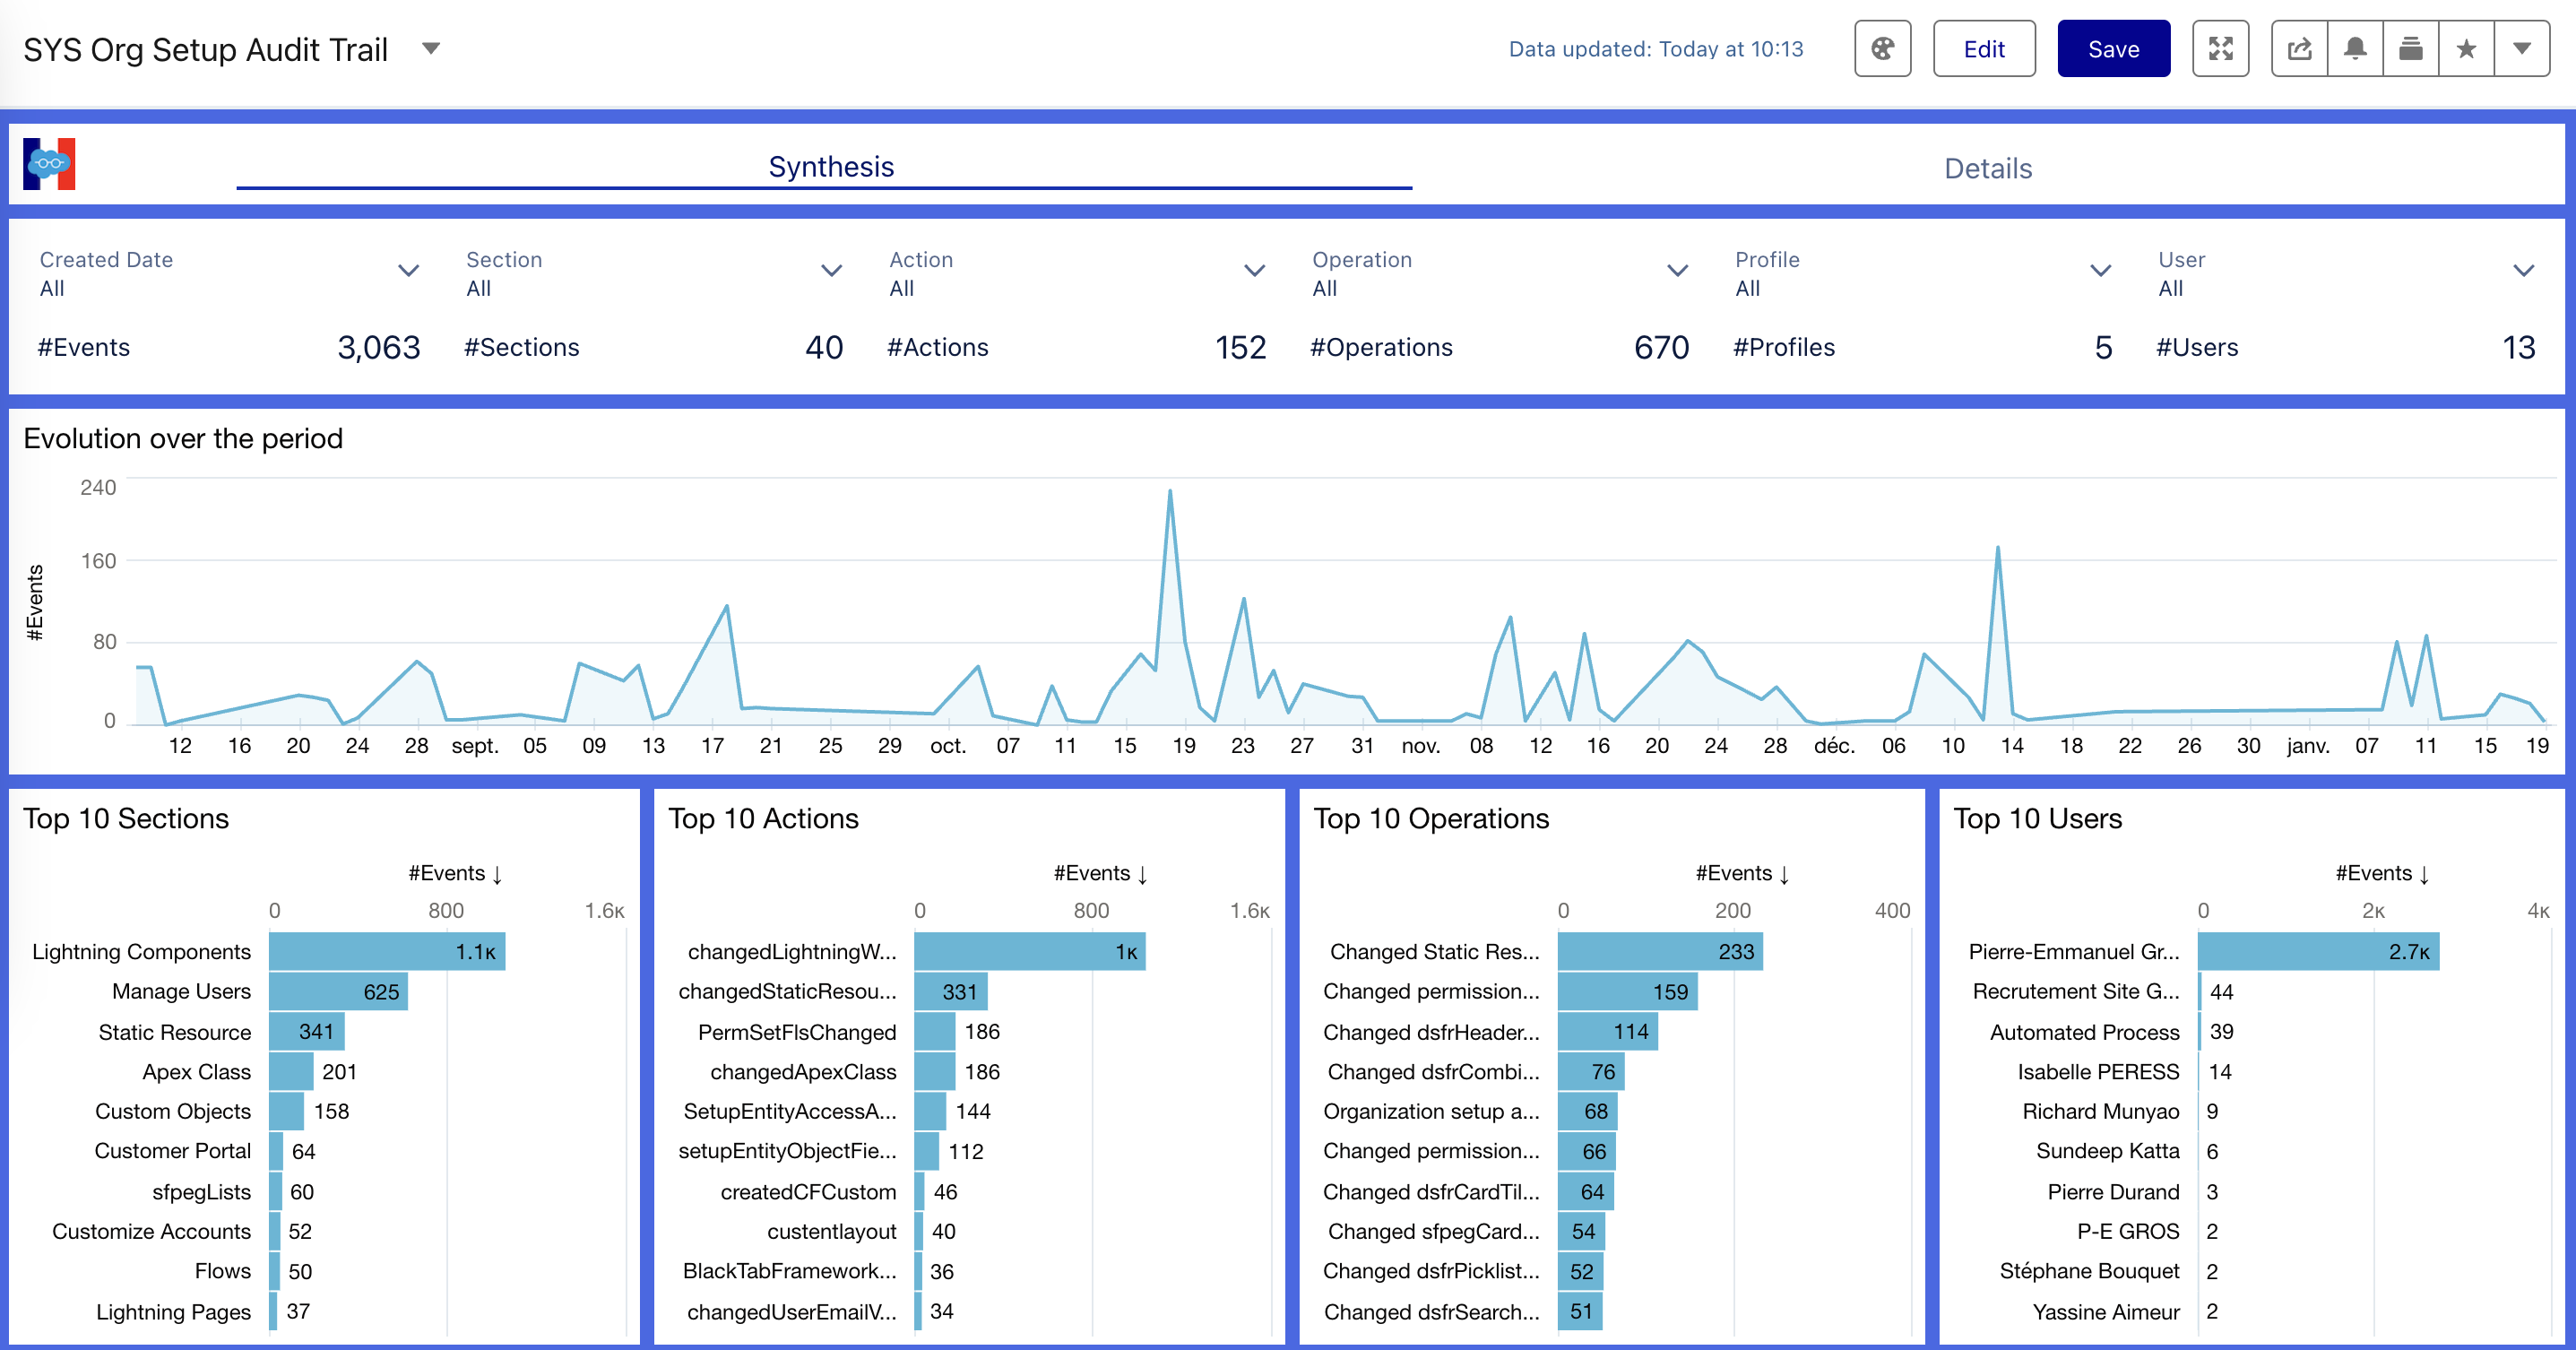 SYS Org Setup Audit Trail
Data updated: Today at 10:13
Edit
Save
Synthesis
Details
Created Date
All
Section
All
Action
All
Operation
All
Profile
All
User
All
#Events 3,063
#Sections 40
#Actions 152
#Operations 670
#Profiles 5
#Users 13
Evolution over the period
#Events
240
160
80
0
12 16 20 24 28 sept. 05 09 13 17 21 25 29 oct. 07 11 15 19 23 27 31 nov. 08 12 16 20 24 28 déc. 06 10 14 18 22 26 30 janv. 07 11 15 19
Top 10 Sections
#Events ↓
0 800 1.6K
Lightning Components 1.1K
Manage Users 625
Static Resource 341
Apex Class 201
Custom Objects 158
Customer Portal 64
sfpegLists 60
Customize Accounts 52
Flows 50
Lightning Pages 37
Top 10 Actions
#Events ↓
0 800 1.6K
changedLightningW... 1K
changedStaticResou... 331
PermSetFlsChanged 186
changedApexClass 186
SetupEntityAccessA... 144
setupEntityObjectFie... 112
createdCFCustom 46
custentlayout 40
BlackTabFramework... 36
changedUserEmailV... 34
Top 10 Operations
#Events ↓
0 200 400
Changed Static Res... 233
Changed permission... 159
Changed dsfrHeader... 114
Changed dsfrCombi... 76
Organization setup a... 68
Changed permission... 66
Changed dsfrCardTil... 64
Changed sfpegCard... 54
Changed dsfrPicklist... 52
Changed dsfrSearch... 51
Top 10 Users
#Events ↓
0 2K 4K
Pierre-Emmanuel Gr... 2.7K
Recrutement Site G... 44
Automated Process 39
Isabelle PERESS 14
Richard Munyao 9
Sundeep Katta 6
Pierre Durand 3
P-E GROS 2
Stéphane Bouquet 2
Yassine Aimeur 2